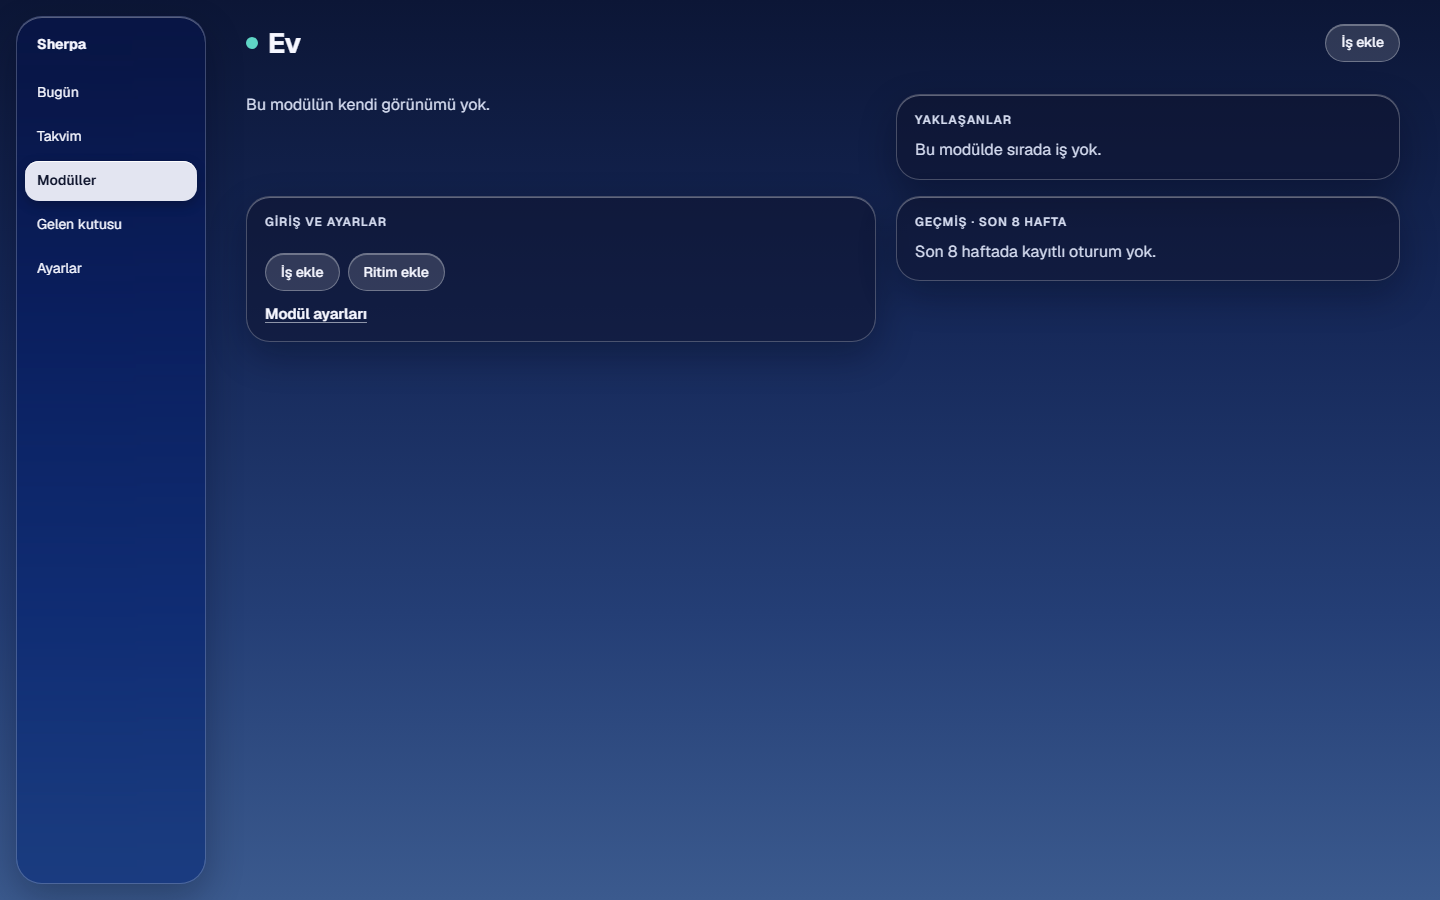 Sherpa
Bugün
Takvim
Modüller
Gelen kutusu
Ayarlar
Ev
İş ekle
Bu modülün kendi görünümü yok.
YAKLAŞANLAR
Bu modülde sırada iş yok.
GİRİŞ VE AYARLAR
İş ekle
Ritim ekle
Modül ayarları
GEÇMİŞ · SON 8 HAFTA
Son 8 haftada kayıtlı oturum yok.